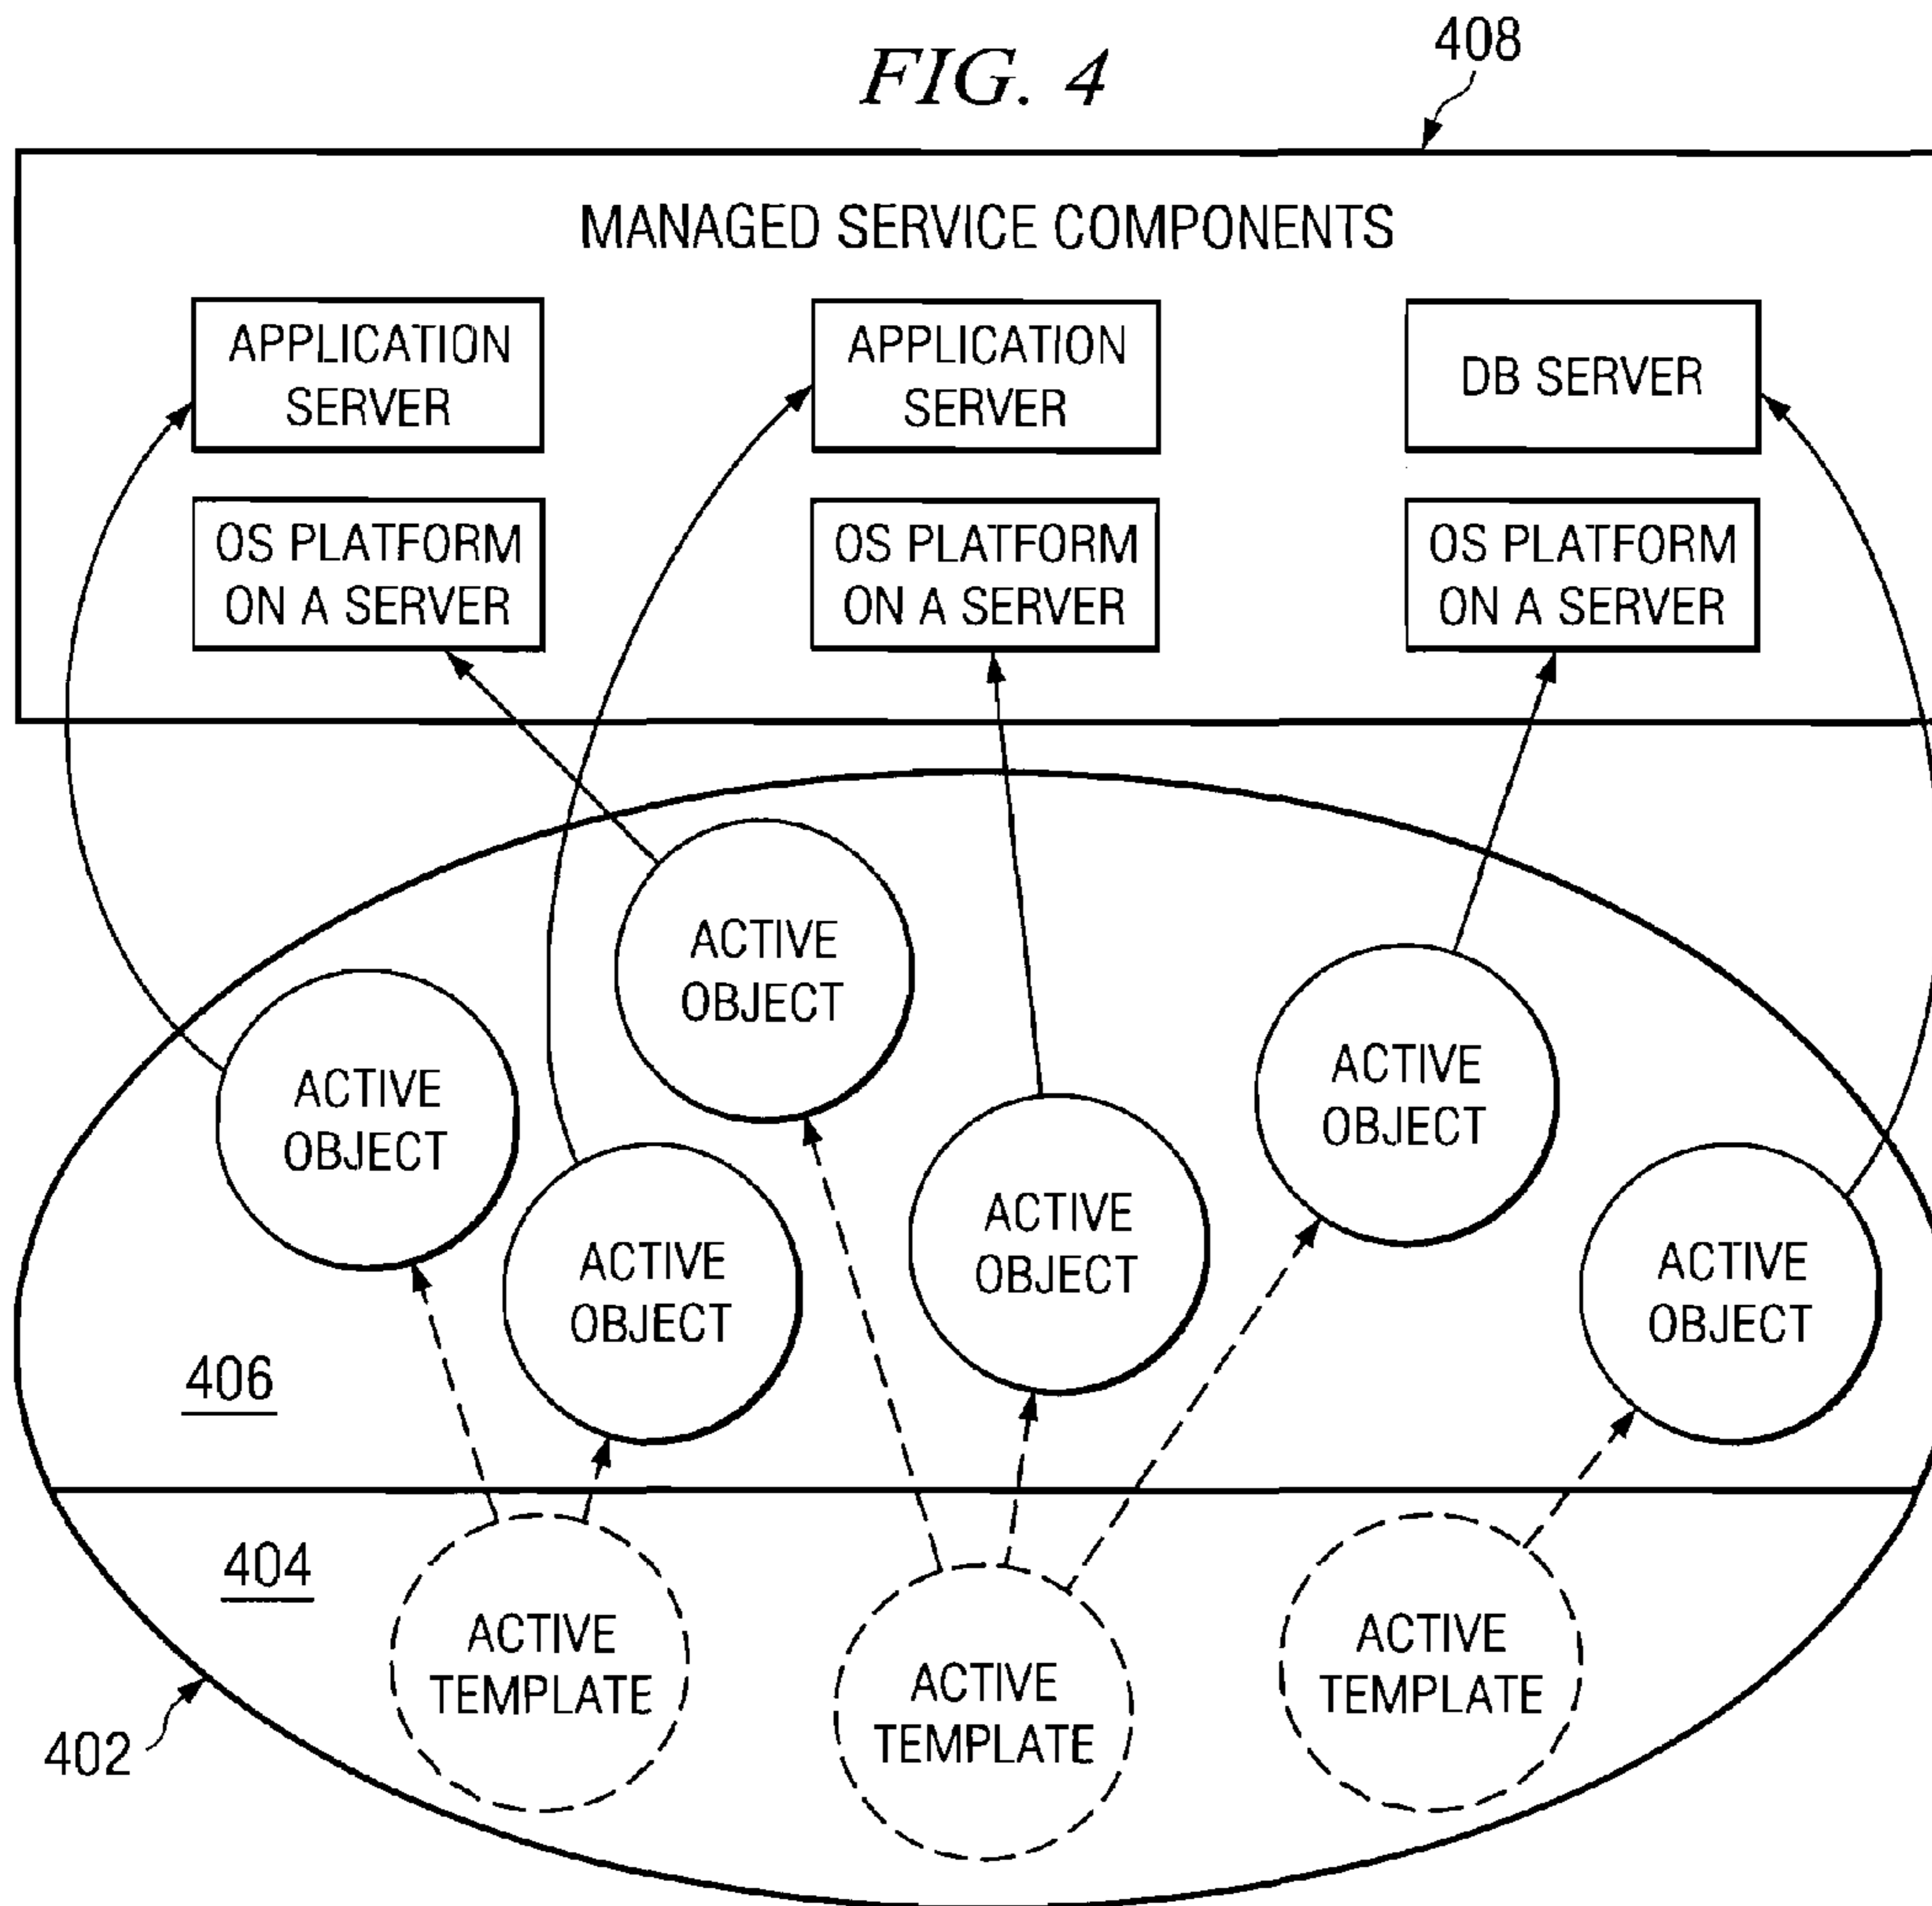 FIG. 4
408
MANAGED SERVICE COMPONENTS
APPLICATION
SERVER
APPLICATION
SERVER
DB SERVER
OS PLATFORM
ON A SERVER
OS PLATFORM
ON A SERVER
OS PLATFORM
ON A SERVER
ACTIVE
OBJECT
ACTIVE
OBJECT
ACTIVE
OBJECT
ACTIVE
OBJECT
ACTIVE
OBJECT
ACTIVE
OBJECT
406
404
ACTIVE
TEMPLATE
ACTIVE
TEMPLATE
ACTIVE
TEMPLATE
402